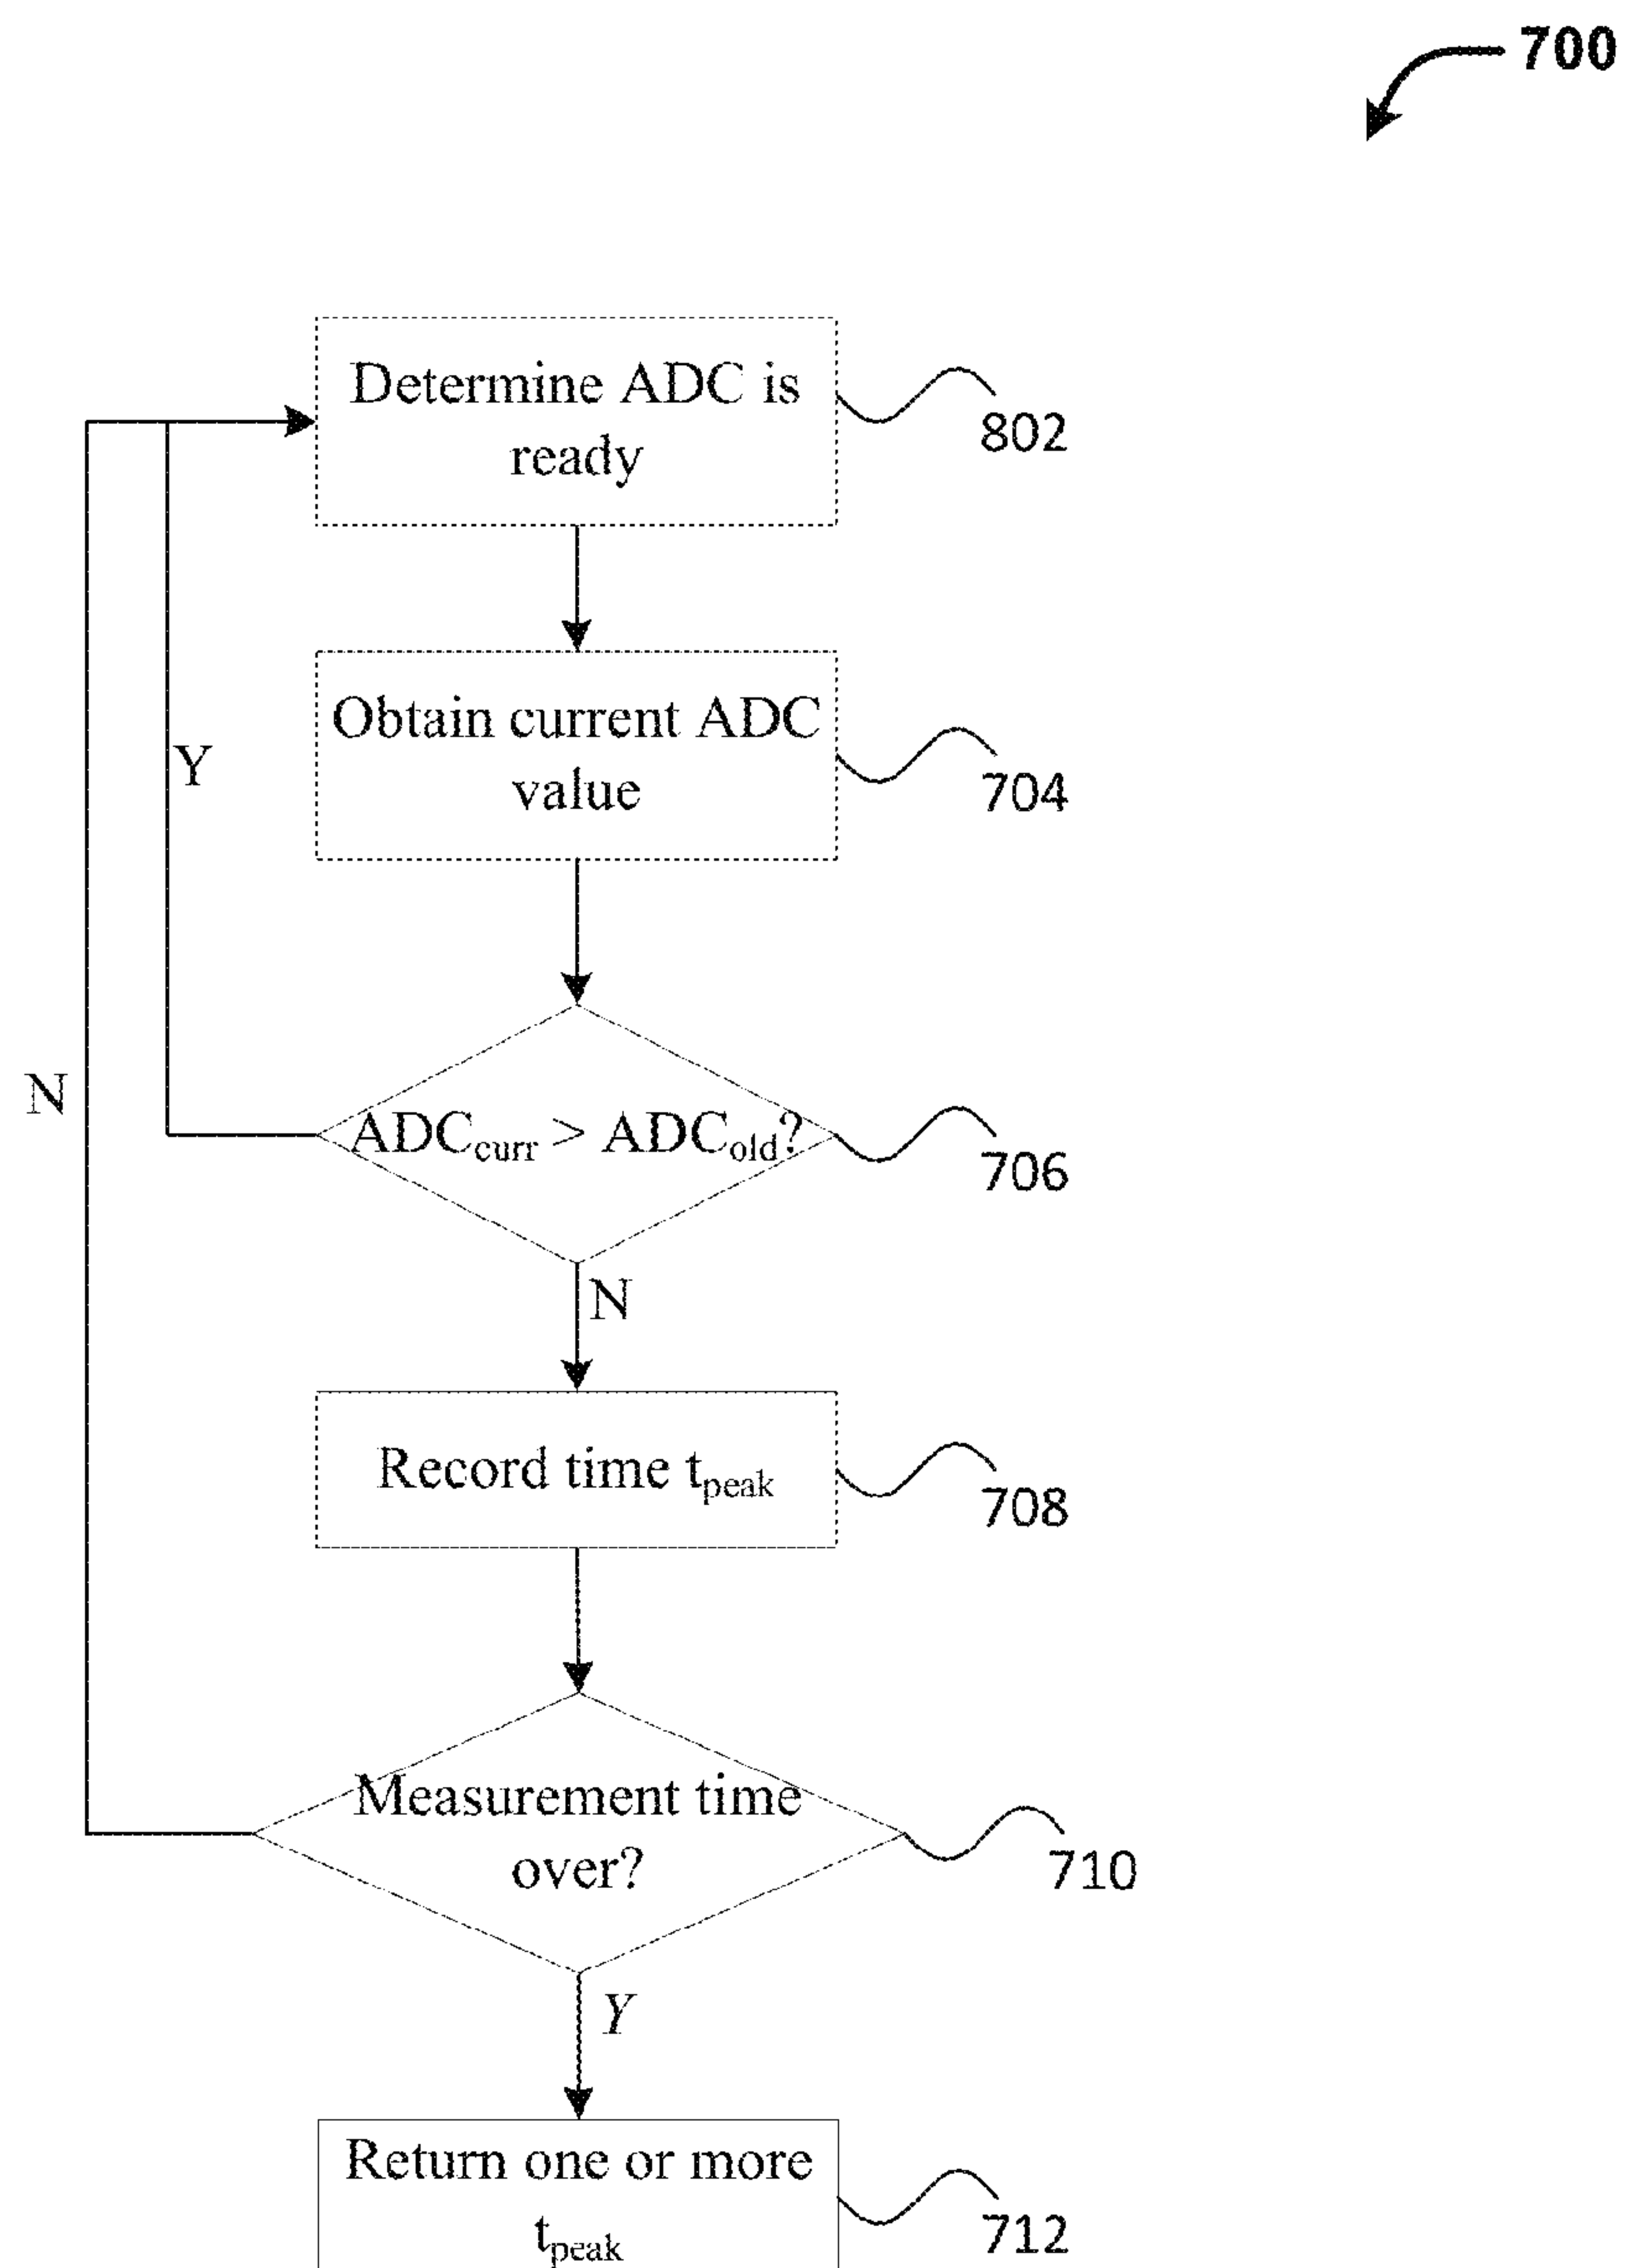 700
Determine ADC is
ready
802
Obtain current ADC
value
704
Y
N
ADCcurr > ADCold?
706
N
Record time tpeak
708
Measurement time
over?
710
Y
Return one or more
tpeak
712